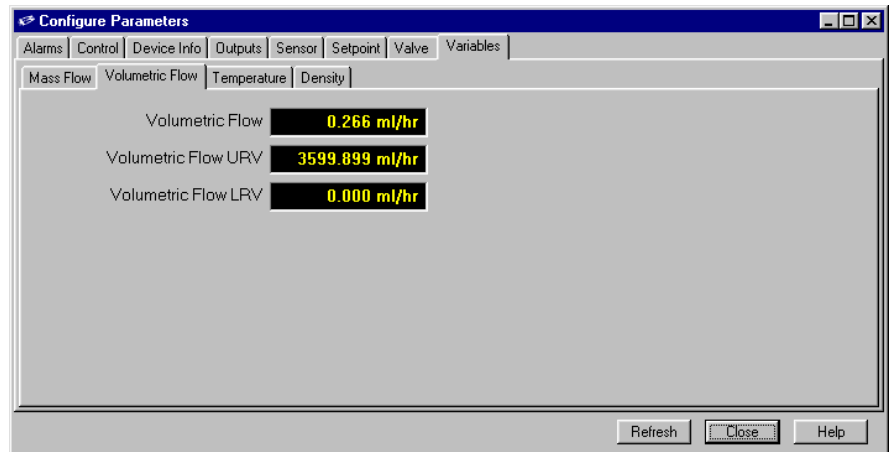 Configure Parameters
Alarms Control Device Info Outputs Sensor Setpoint Valve Variables
Mass Flow Volumetric Flow Temperature Density
Volumetric Flow 0.266 ml/hr
Volumetric Flow URV 3599.899 ml/hr
Volumetric Flow LRV 0.000 ml/hr
Refresh Close Help